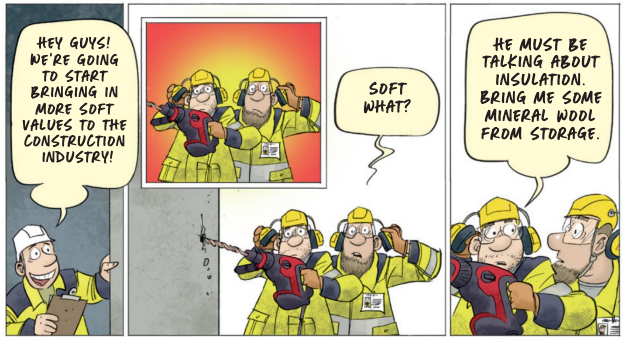 HEY GUYS!
WE'RE GOING
TO START
BRINGING IN
MORE SOFT
VALUES TO THE
CONSTRUCTION
INDUSTRY!
SOFT
WHAT?
HE MUST BE
TALKING ABOUT
INSULATION.
BRING ME SOME
MINERAL WOOL
FROM STORAGE.